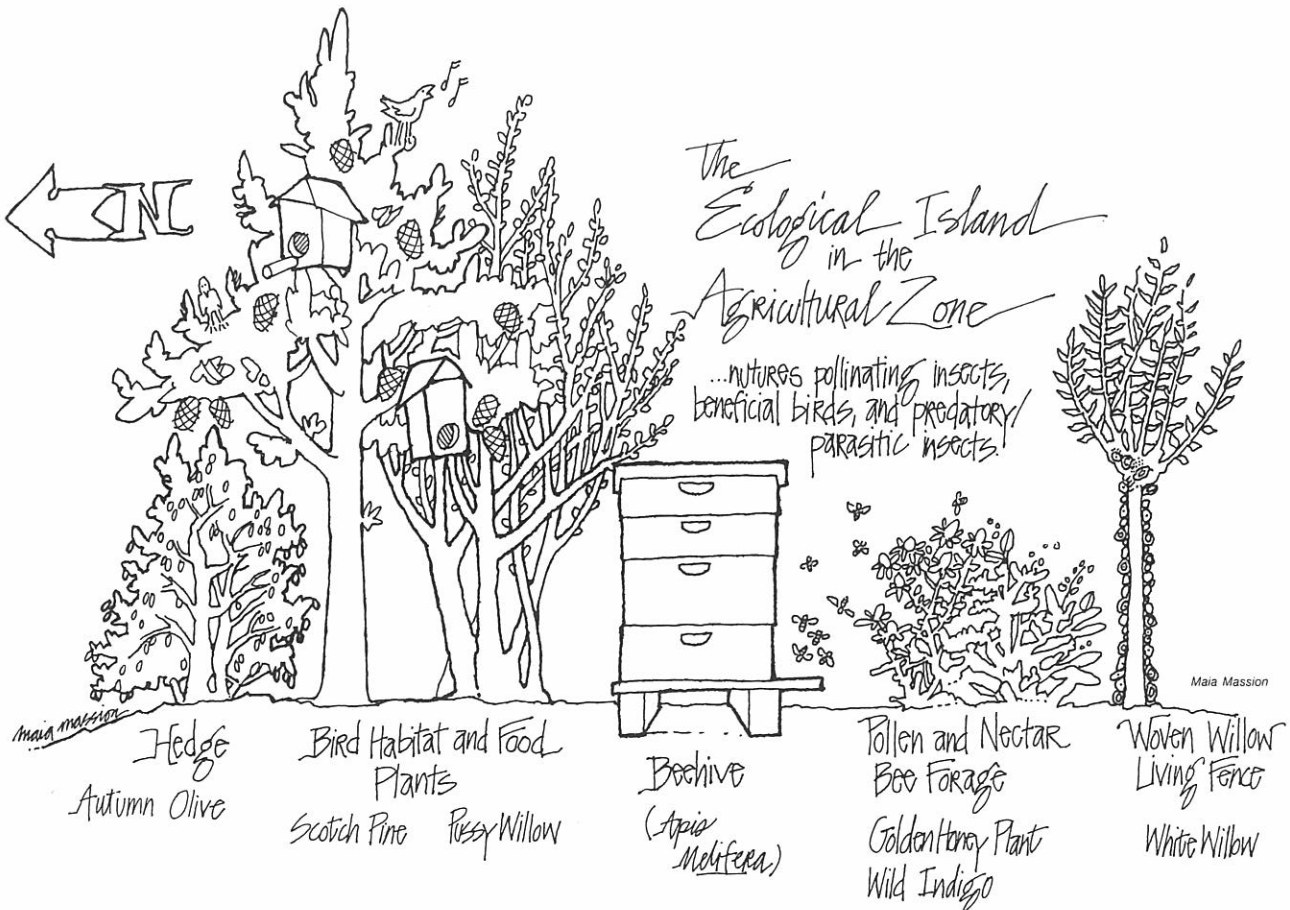 N
The
Ecological Island
in the
Agricultural Zone
...nutures pollinating insects,
beneficial birds, and predatory/
parasitic insects.
Maia Massion
maia massion
Hedge
Autumn Olive
Bird Habitat and Food
Plants
Scotch Pine Pussy Willow
Beehive
(Apis
Melifera)
Pollen and Nectar
Bee Forage
Golden Honey Plant
Wild Indigo
Woven Willow
Living Fence
White Willow